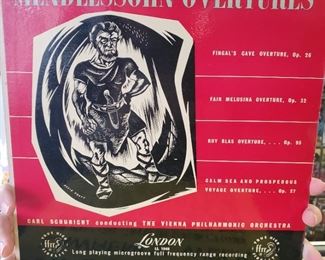 MENDELSSOHN OVERTURES
FINGAL'S CAVE OVERTURE, Op. 26
FAIR MELUSINA OVERTURE, Op. 32
RUY BLAS OVERTURE, . . . Op. 95
CALM SEA AND PROSPEROUS
VOYAGE OVERTURE, . . . Op. 27
CARL SCHURICHT conducting THE VIENNA PHILHARMONIC ORCHESTRA
ffrr
LONDON
ffrr
Long playing microgroove full frequency range recording